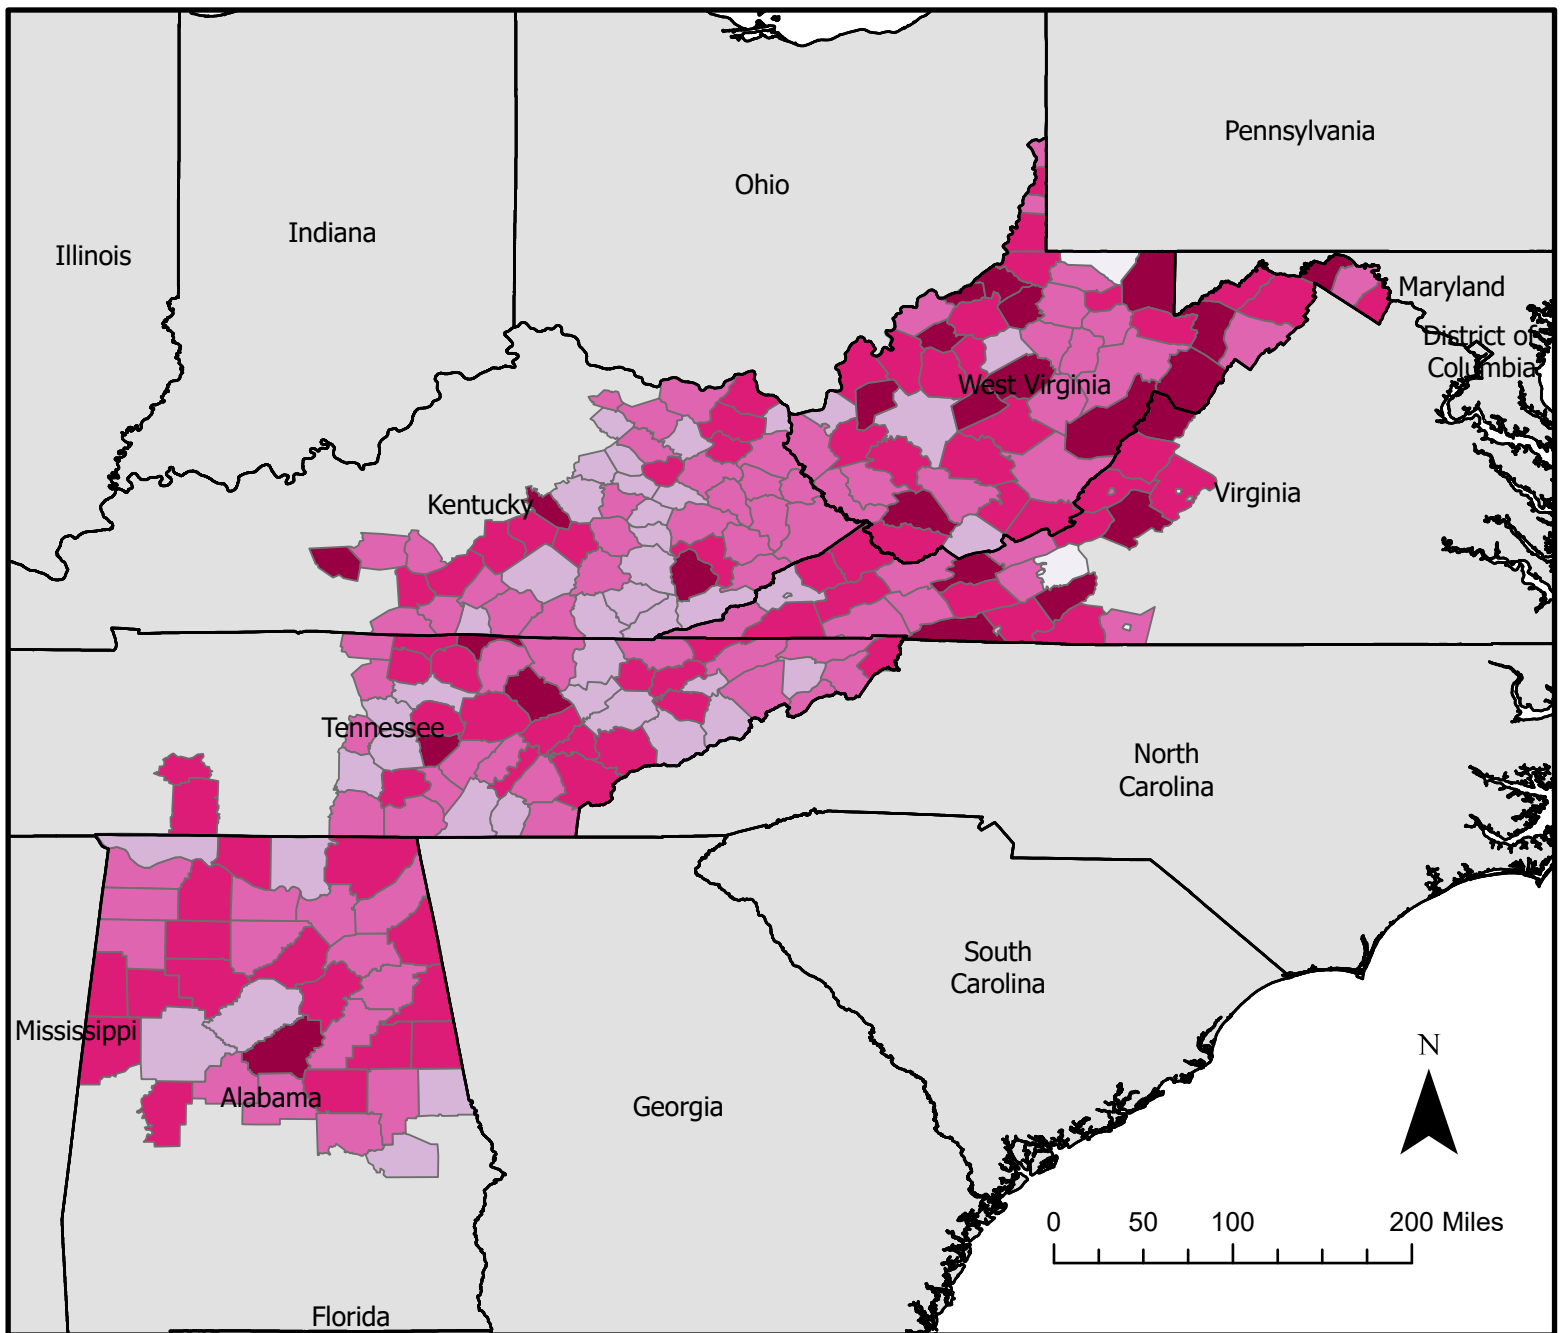 Pennsylvania
Ohio
Indiana
Illinois
Maryland
District of
Columbia
West Virginia
Kentucky
Virginia
Tennessee
North
Carolina
South
Carolina
Mississippi
Alabama
Georgia
Florida
N
0 50 100 200 Miles